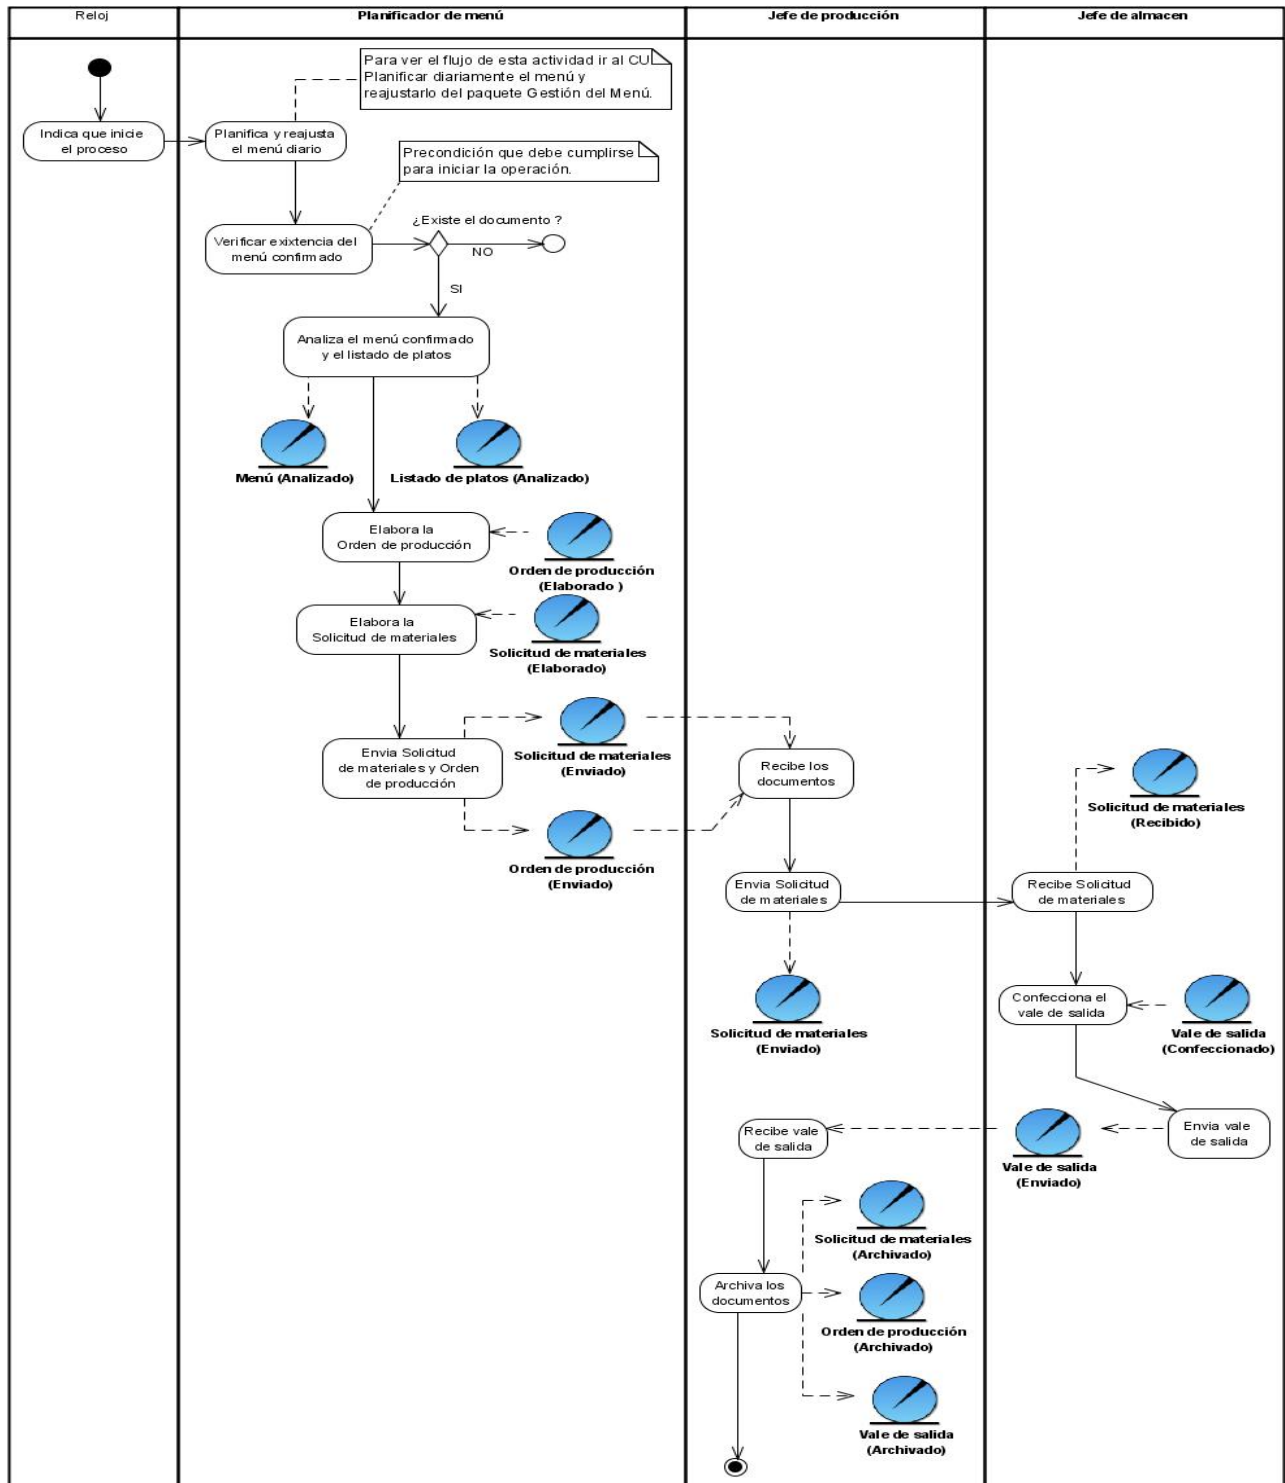 Reloj
Planificador de menú
Jefe de producción
Jefe de almacen
Para ver el flujo de esta actividad ir al CU
Planificar diariamente el menú y
reajustarlo del paquete Gestión del Menú.
Indica que inicie
el proceso
Planifica y reajusta
el menú diario
Precondición que debe cumplirse
para iniciar la operación.
¿Existe el documento ?
Verificar exixtencia del
menú confirmado
NO
SI
Analiza el menú confirmado
y el listado de platos
Menú (Analizado)
Listado de platos (Analizado)
Elabora la
Orden de producción
Orden de producción
(Elaborado )
Elabora la
Solicitud de materiales
Solicitud de materiales
(Elaborado)
Envia Solicitud
de materiales y Orden
de producción
Solicitud de materiales
(Enviado)
Recibe los
documentos
Solicitud de materiales
(Recibido)
Orden de producción
(Enviado)
Envia Solicitud
de materiales
Recibe Solicitud
de materiales
Solicitud de materiales
(Enviado)
Confecciona el
vale de salida
Vale de salida
(Confeccionado)
Recibe vale
de salida
Vale de salida
(Enviado)
Envia vale
de salida
Solicitud de materiales
(Archivado)
Archiva los
documentos
Orden de producción
(Archivado)
Vale de salida
(Archivado)